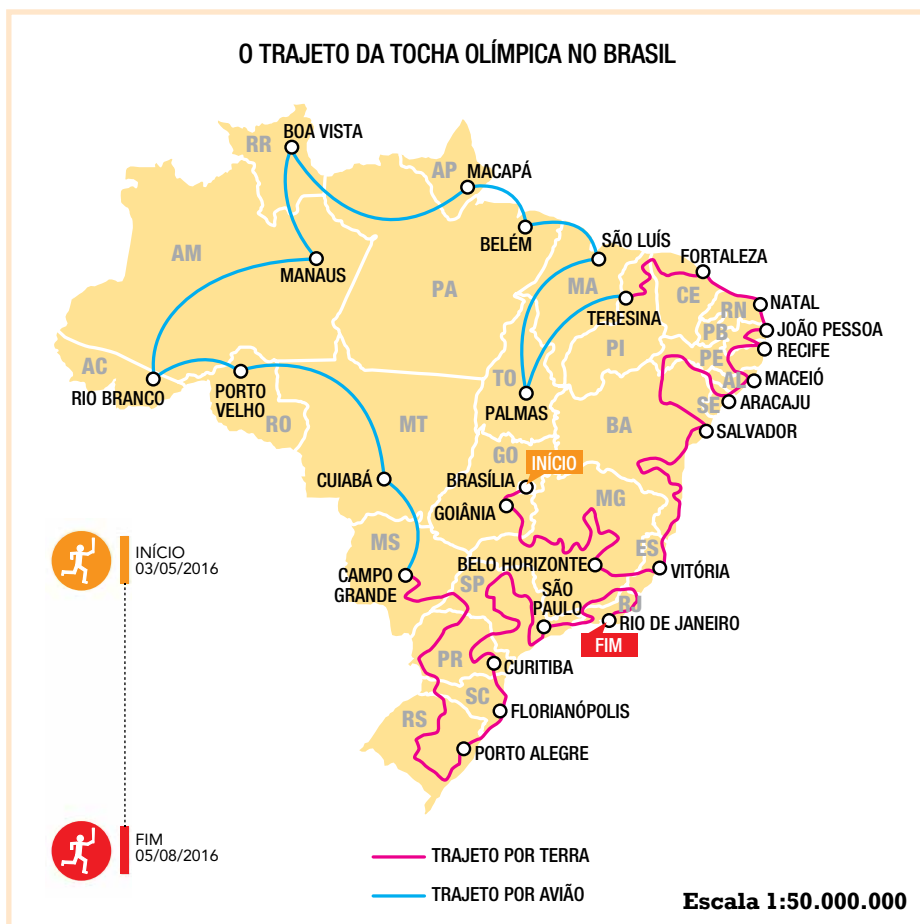 O TRAJETO DA TOCHA OLÍMPICA NO BRASIL
BOA VISTA
RR
AP
MACAPÁ
BELÉM
SÃO LUÍS
FORTALEZA
AM
MANAUS
PA
MA
CE
TERESINA
RN
NATAL
PB
JOÃO PESSOA
PI
PE
RECIFE
AC
RIO BRANCO
PORTO
VELHO
TO
PALMAS
AL
MACEIÓ
SE
ARACAJU
RO
MT
BA
SALVADOR
GO
INÍCIO
CUIABÁ
BRASÍLIA
GOIÂNIA
MG
MS
ES
BELO HORIZONTE
VITÓRIA
CAMPO
GRANDE
SP
SÃO
PAULO
RJ
RIO DE JANEIRO
FIM
PR
CURITIBA
SC
FLORIANÓPOLIS
RS
PORTO ALEGRE
INÍCIO
03/05/2016
FIM
05/08/2016
TRAJETO POR TERRA
TRAJETO POR AVIÃO
Escala 1:50.000.000